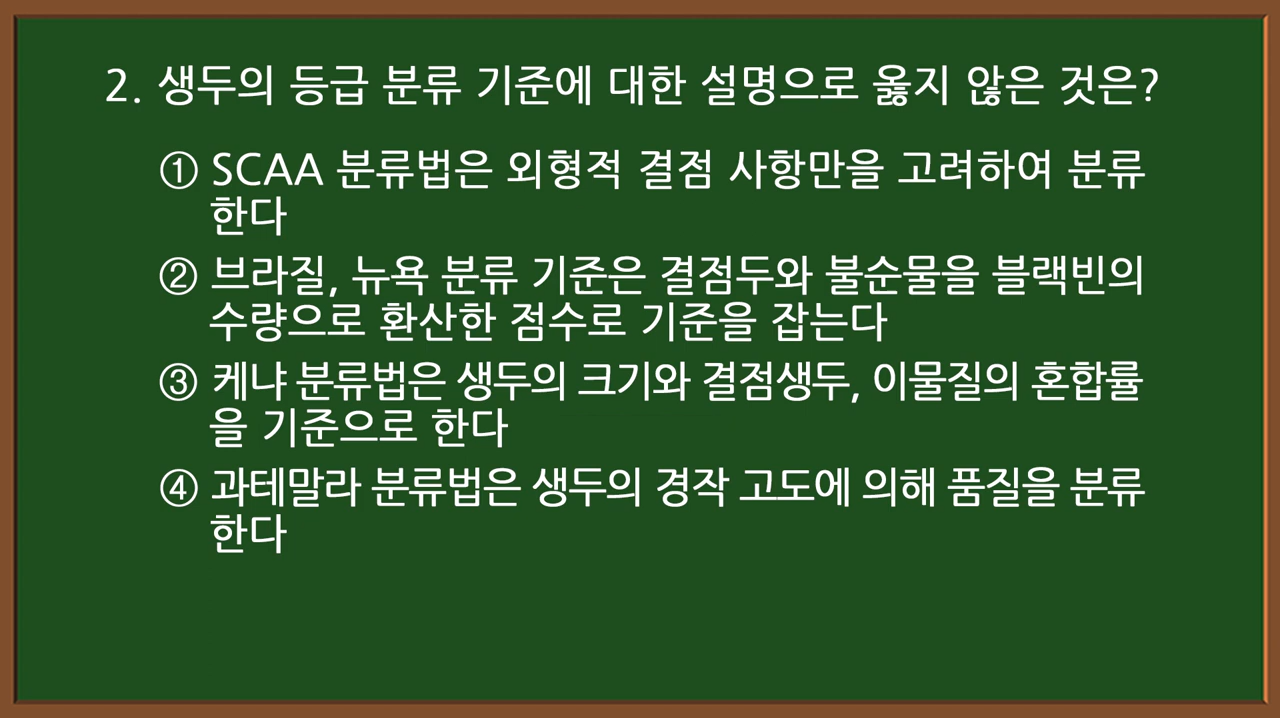 2. 생두의 등급 분류 기준에 대한 설명으로 옳지 않은 것은?
① SCAA 분류법은 외형적 결점 사항만을 고려하여 분류
한다
② 브라질, 뉴욕 분류 기준은 결점두와 불순물을 블랙빈의
수량으로 환산한 점수로 기준을 잡는다
③ 케냐 분류법은 생두의 크기와 결점생두, 이물질의 혼합률
을 기준으로 한다
④ 과테말라 분류법은 생두의 경작 고도에 의해 품질을 분류
한다